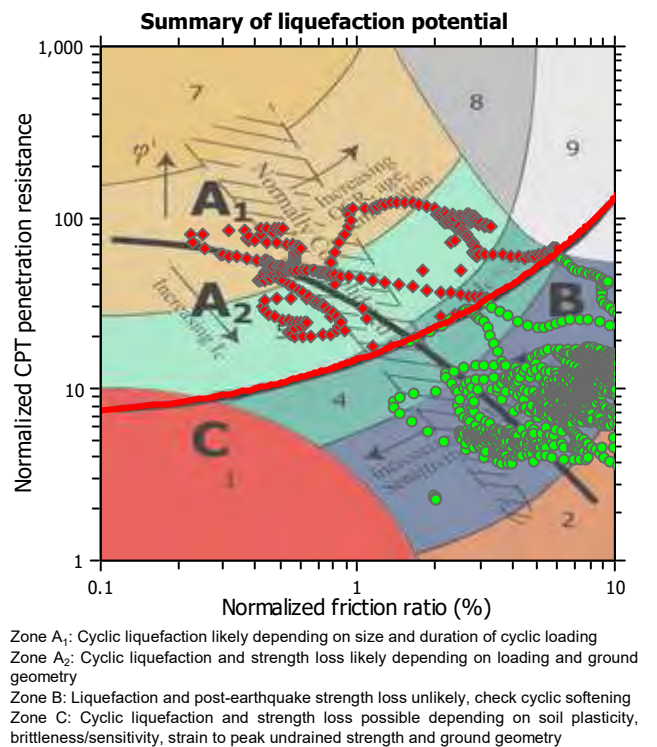 Summary of liquefaction potential
1,000
7
8
9
φ'
Increasing
Normally C
A1
100
A2
Increasing Ic
B
Normalized CPT penetration resistance
10
4
C
1
2
1
0.1
1
10
Normalized friction ratio (%)
Zone A1: Cyclic liquefaction likely depending on size and duration of cyclic loading
Zone A2: Cyclic liquefaction and strength loss likely depending on loading and ground
geometry
Zone B: Liquefaction and post-earthquake strength loss unlikely, check cyclic softening
Zone C: Cyclic liquefaction and strength loss possible depending on soil plasticity,
brittleness/sensitivity, strain to peak undrained strength and ground geometry